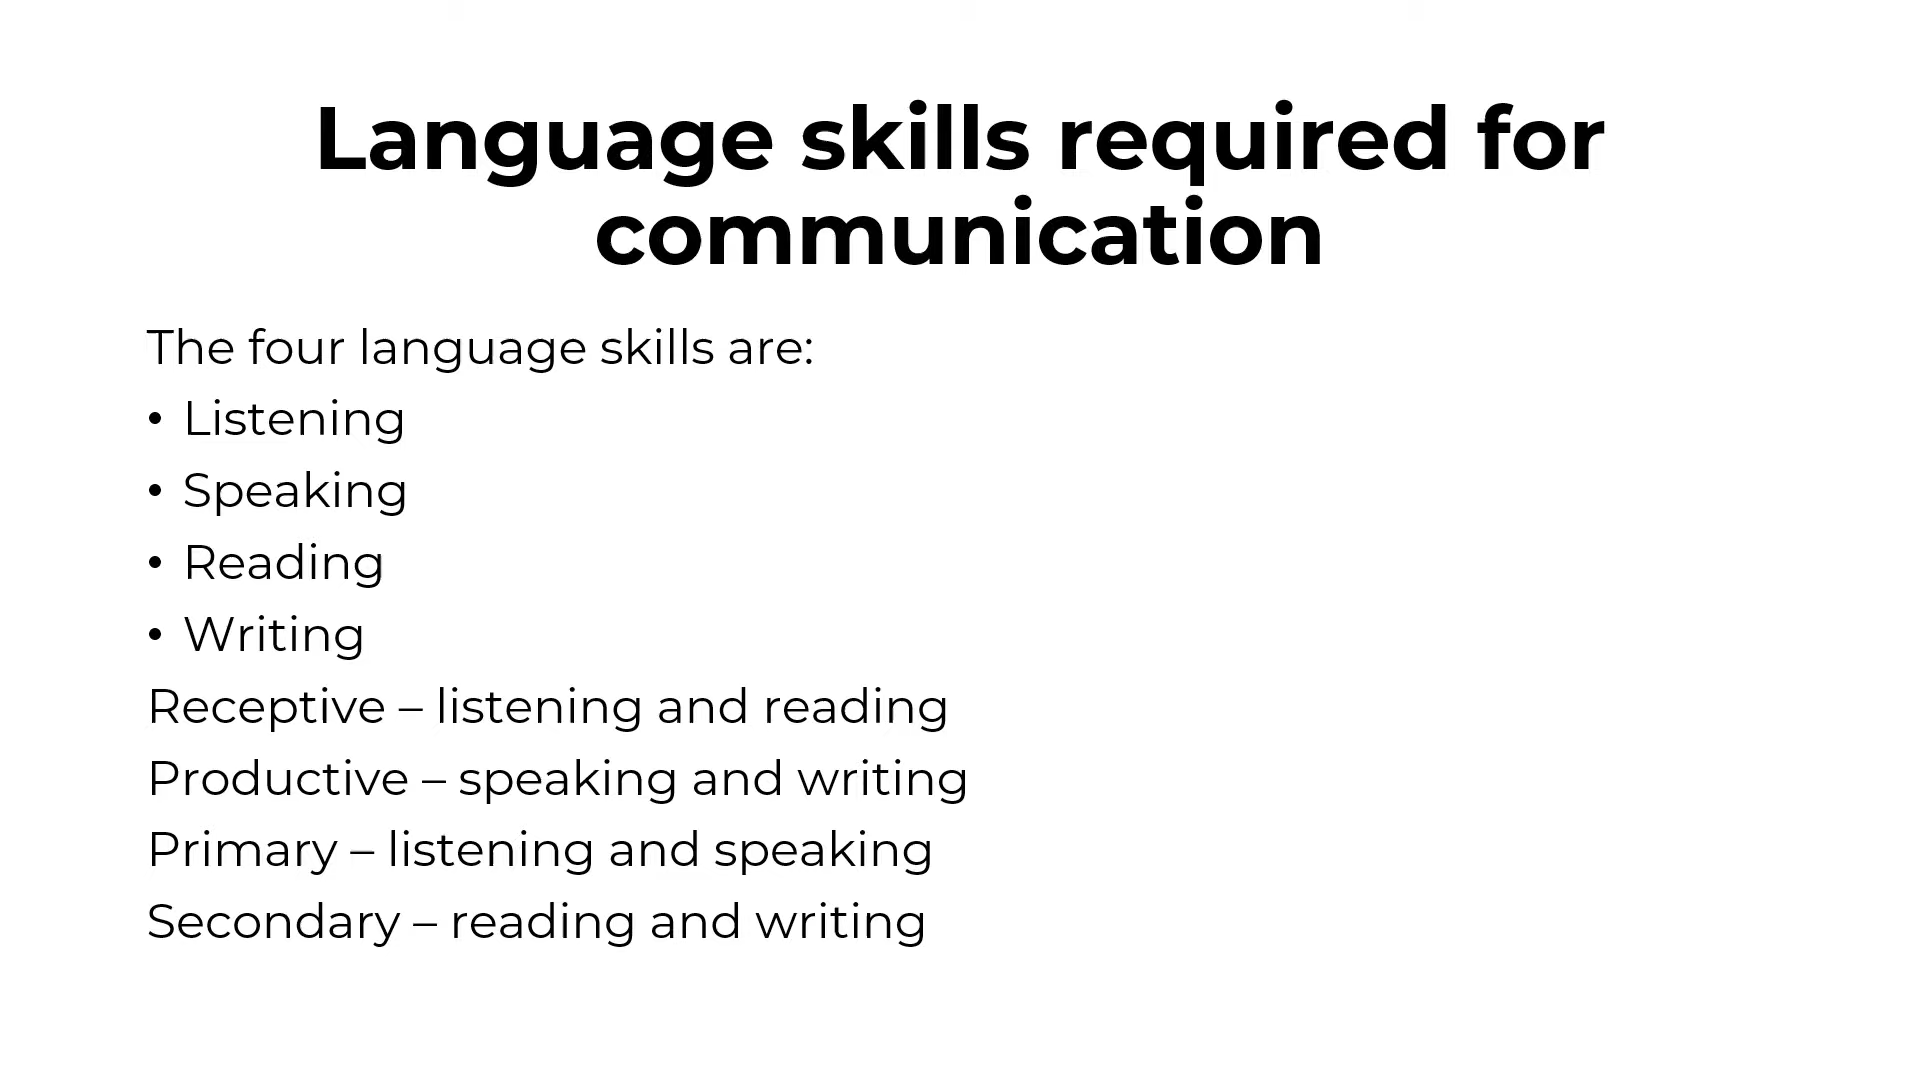 Language skills required for
communication
The four language skills are:
• Listening
• Speaking
• Reading
• Writing
Receptive – listening and reading
Productive – speaking and writing
Primary – listening and speaking
Secondary – reading and writing